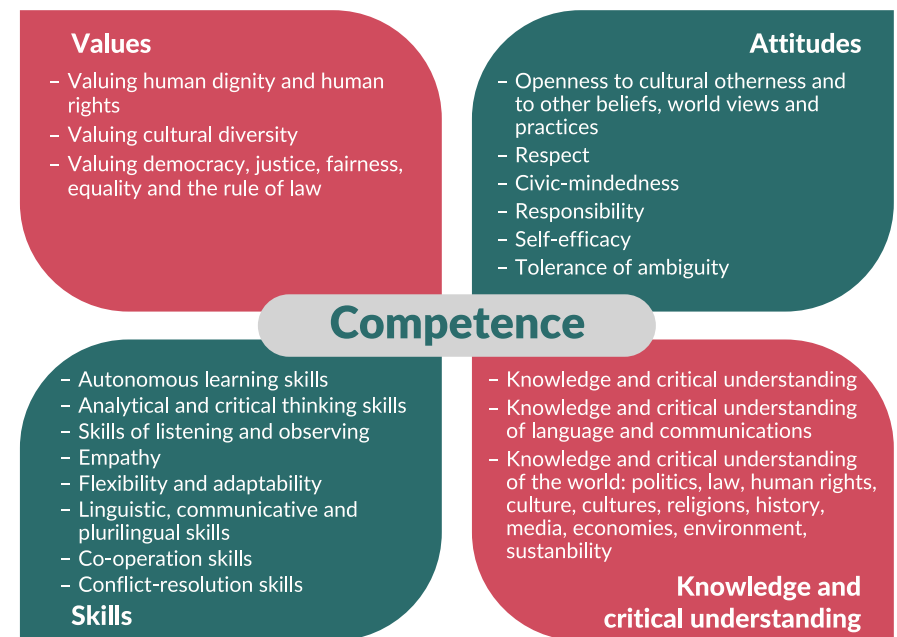 Values
– Valuing human dignity and human
rights
– Valuing cultural diversity
– Valuing democracy, justice, fairness,
equality and the rule of law
Attitudes
– Openness to cultural otherness and
to other beliefs, world views and
practices
– Respect
– Civic-mindedness
– Responsibility
– Self-efficacy
– Tolerance of ambiguity
Competence
– Autonomous learning skills
– Analytical and critical thinking skills
– Skills of listening and observing
– Empathy
– Flexibility and adaptability
– Linguistic, communicative and
plurilingual skills
– Co-operation skills
– Conflict-resolution skills
Skills
– Knowledge and critical understanding
– Knowledge and critical understanding
of language and communications
– Knowledge and critical understanding
of the world: politics, law, human rights,
culture, cultures, religions, history,
media, economies, environment,
sustanbility
Knowledge and
critical understanding